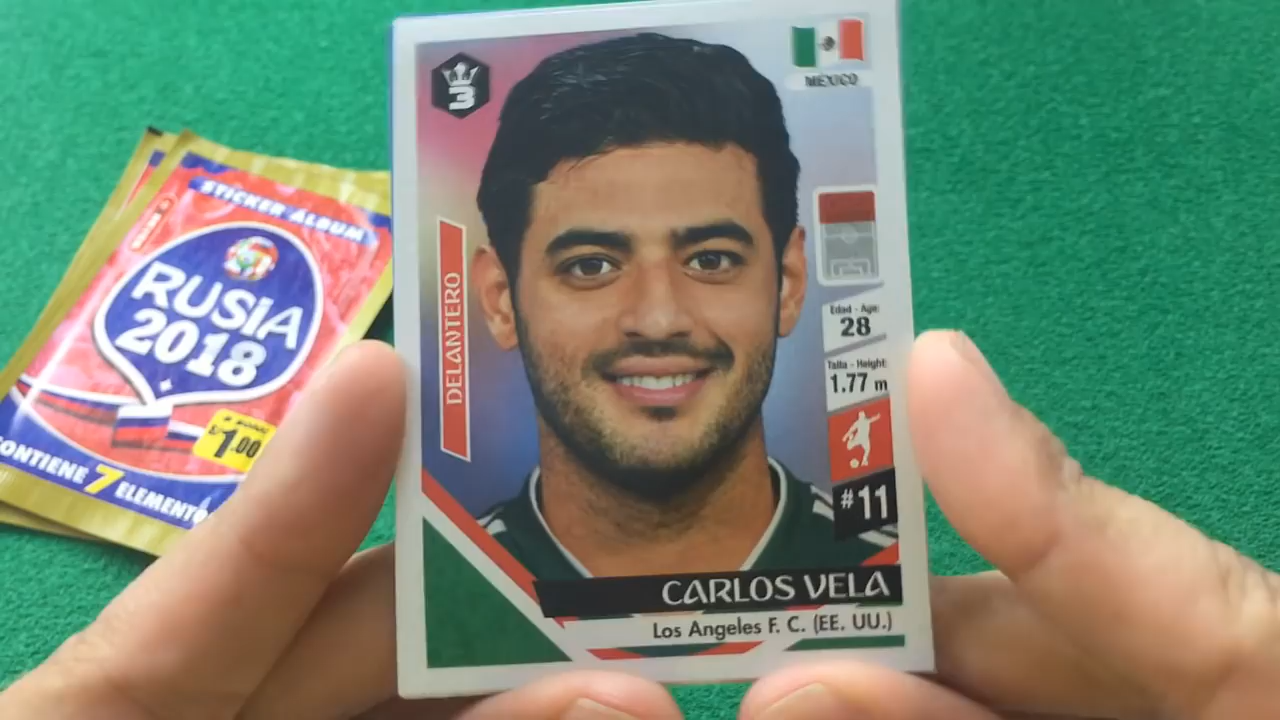 3
MÉXICO
DELANTERO
Edad - Age:
28
Talla - Height:
1.77 m
#11
CARLOS VELA
Los Angeles F. C. (EE. UU.)
STICKER ALBUM
RUSIA
2018
1.00
CONTIENE 7 ELEMENTO